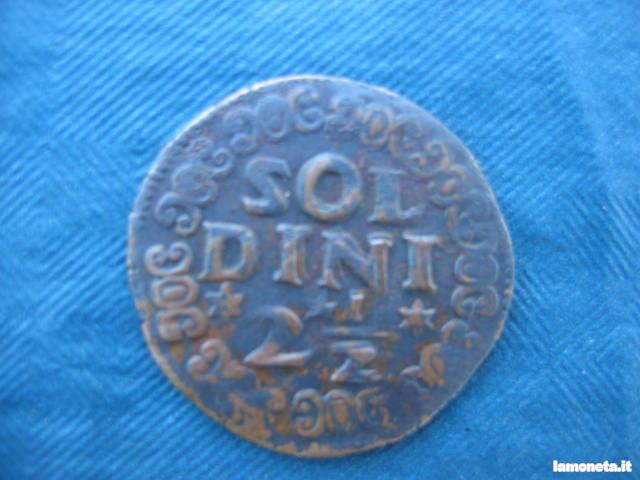 SOL
DINI
2 1/2
lamoneta.it